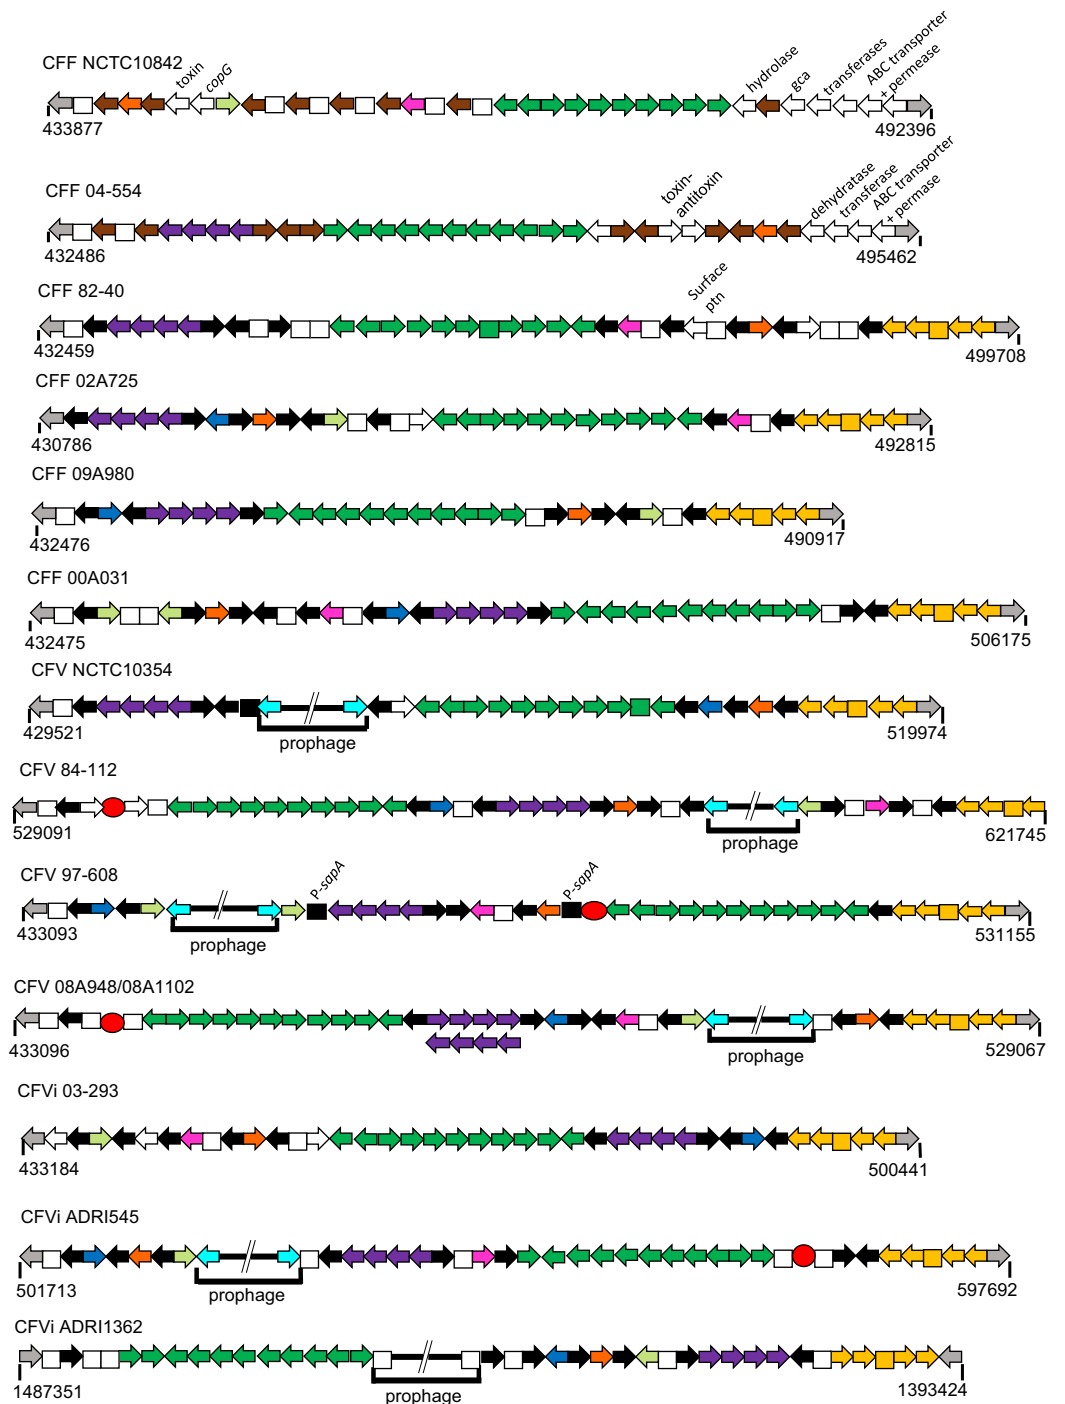 CFF NCTC10842
toxin
copG
hydrolase
gca
transferases
ABC transporter
+ permease
433877
492396
CFF 04-554
toxin-
antitoxin
dehydratase
transferase
ABC transporter
+ permase
432486
495462
CFF 82-40
Surface
ptn
432459
499708
CFF 02A725
430786
492815
CFF 09A980
432476
490917
CFF 00A031
432475
506175
CFV NCTC10354
429521
519974
prophage
CFV 84-112
529091
621745
prophage
CFV 97-608
P-sapA
P-sapA
433093
531155
prophage
CFV 08A948/08A1102
433096
529067
prophage
CFVi 03-293
433184
500441
CFVi ADRI545
501713
597692
prophage
CFVi ADRI1362
1487351
1393424
prophage